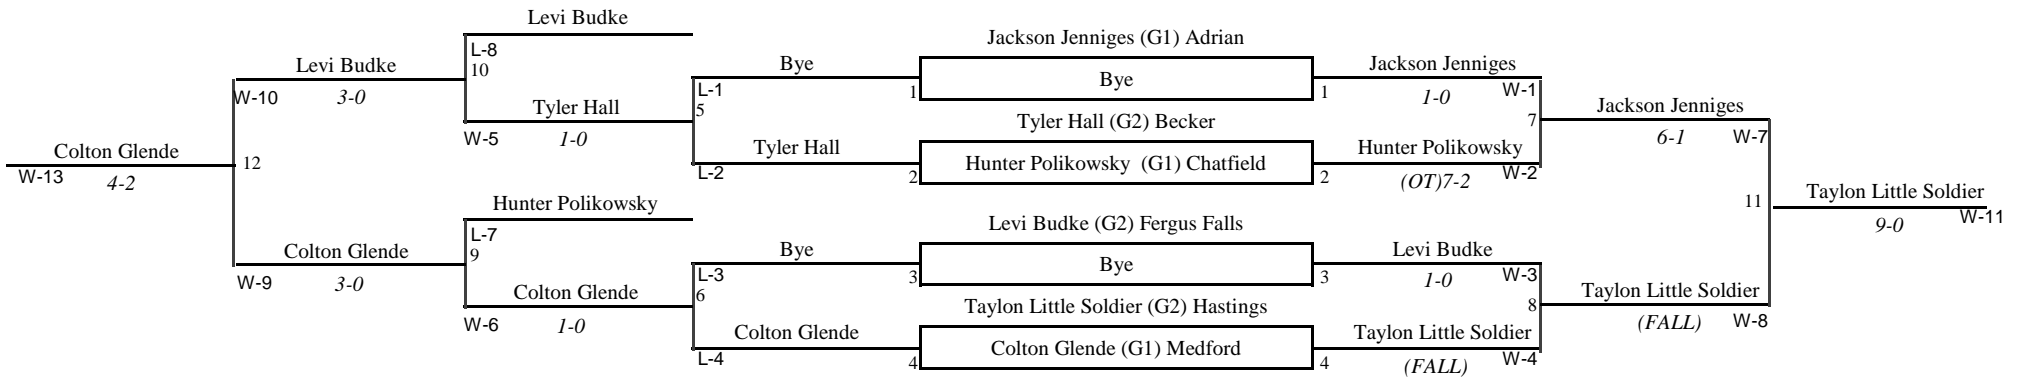 Levi Budke
L-8
10
Levi Budke
W-10
3-0
Tyler Hall
W-5
1-0
Colton Glende
W-13
4-2
12
Hunter Polikowsky
L-7
9
Colton Glende
W-9
3-0
Colton Glende
W-6
1-0
Bye
L-1
5
Tyler Hall
L-2
Bye
L-3
6
Colton Glende
L-4
Jackson Jenniges (G1) Adrian
1 Bye 1
Tyler Hall (G2) Becker
2 Hunter Polikowsky (G1) Chatfield 2
Levi Budke (G2) Fergus Falls
3 Bye 3
Taylon Little Soldier (G2) Hastings
4 Colton Glende (G1) Medford 4
Jackson Jenniges
1-0 W-1
7
Hunter Polikowsky
(OT)7-2 W-2
Levi Budke
1-0 W-3
8
Taylon Little Soldier
(FALL) W-4
Jackson Jenniges
6-1 W-7
11
Taylon Little Soldier
(FALL) W-8
Taylon Little Soldier
9-0 W-11